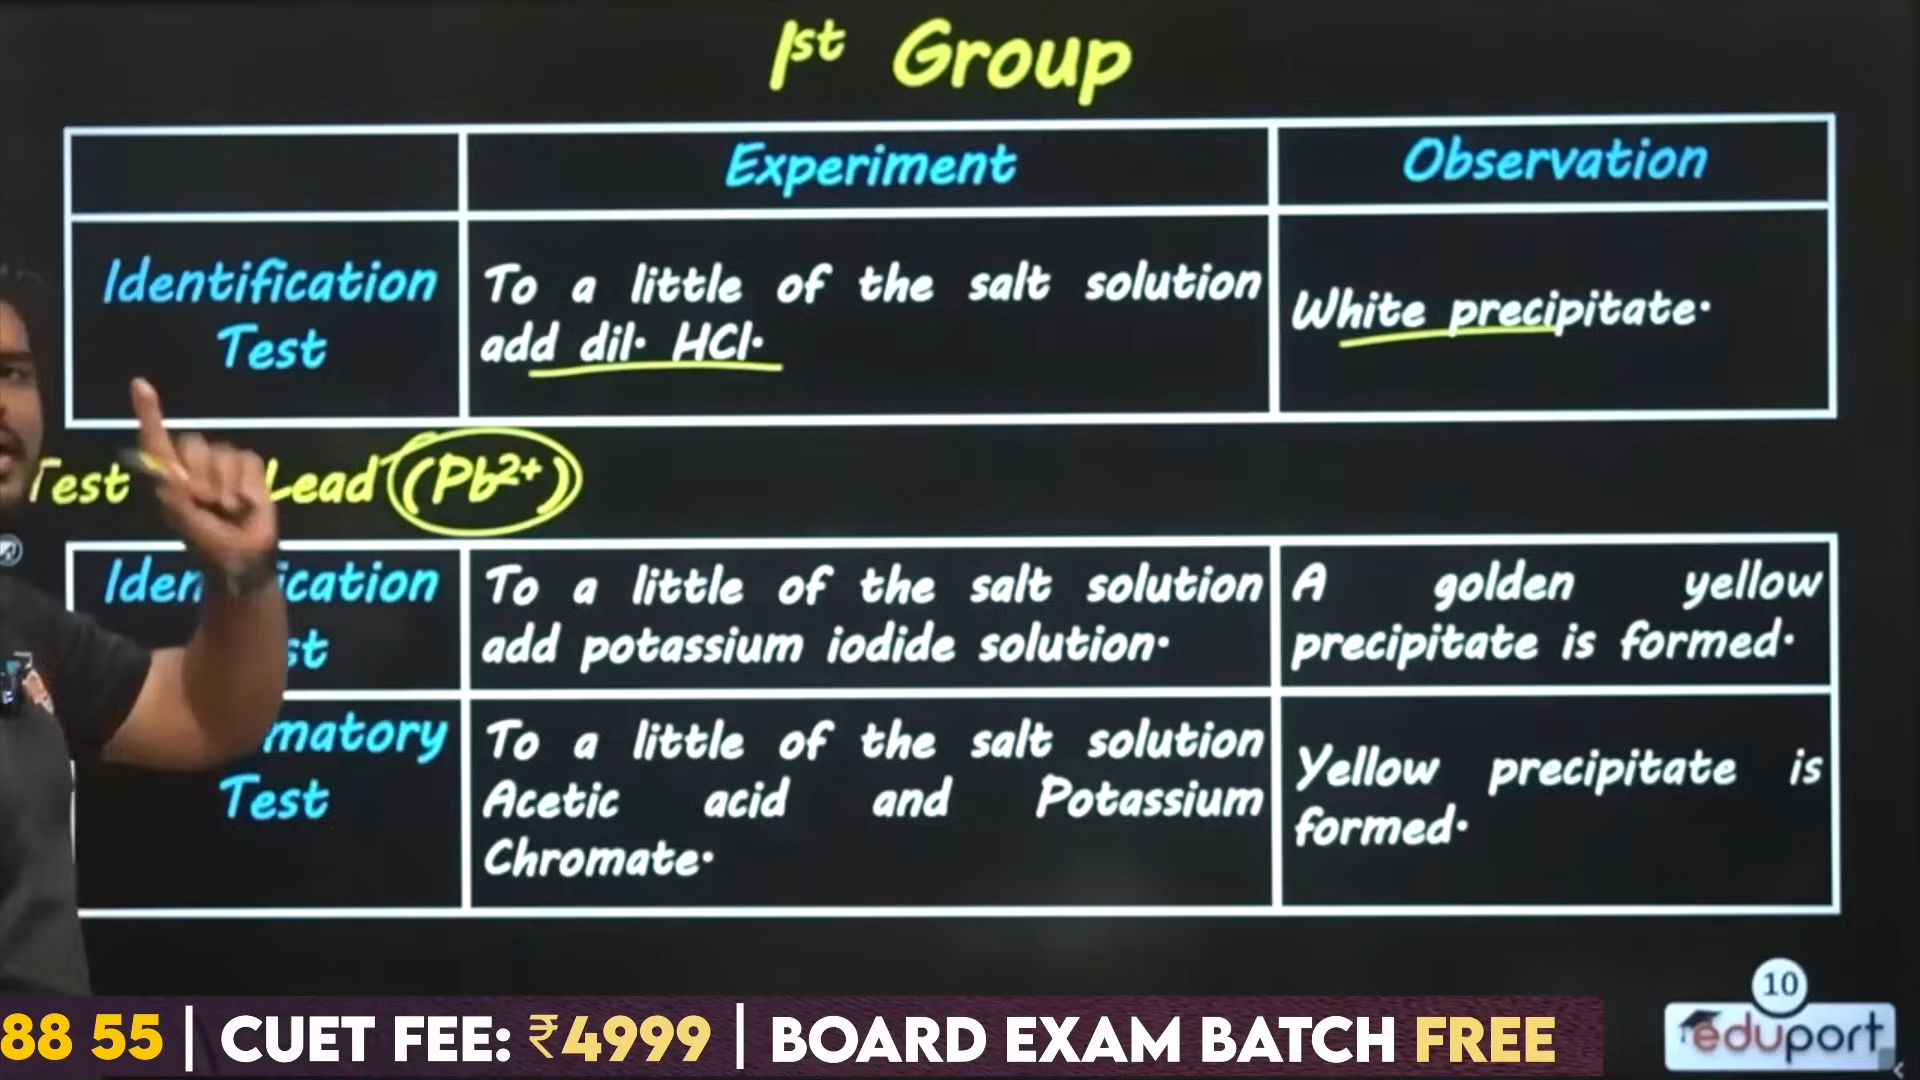 1st Group
Experiment
Observation
Identification
Test
To a little of the salt solution
add dil. HCl.
White precipitate.
Test
Lead (Pb2+)
To a little of the salt solution
add potassium iodide solution.
A golden yellow
precipitate is formed.
Test
To a little of the salt solution
Acetic acid and Potassium
Chromate.
Yellow precipitate is
formed.
10
eduport
88 55 | CUET FEE: ₹4999 | BOARD EXAM BATCH FREE